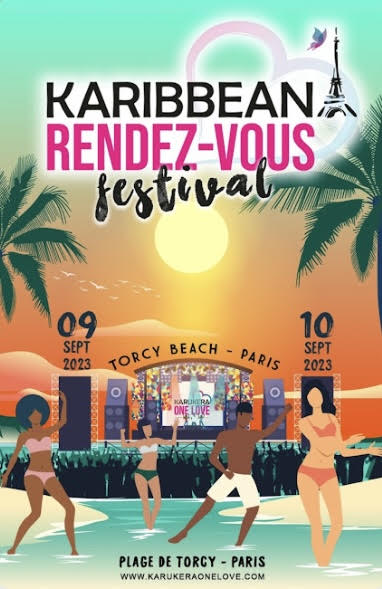 KARIBBEAN
RENDEZ-VOUS
festival
09
SEPT
2023
10
SEPT
2023
TORCY BEACH - PARIS
KARUKERA
ONE LOVE
PLAGE DE TORCY - PARIS
WWW.KARUKERAONELOVE.COM